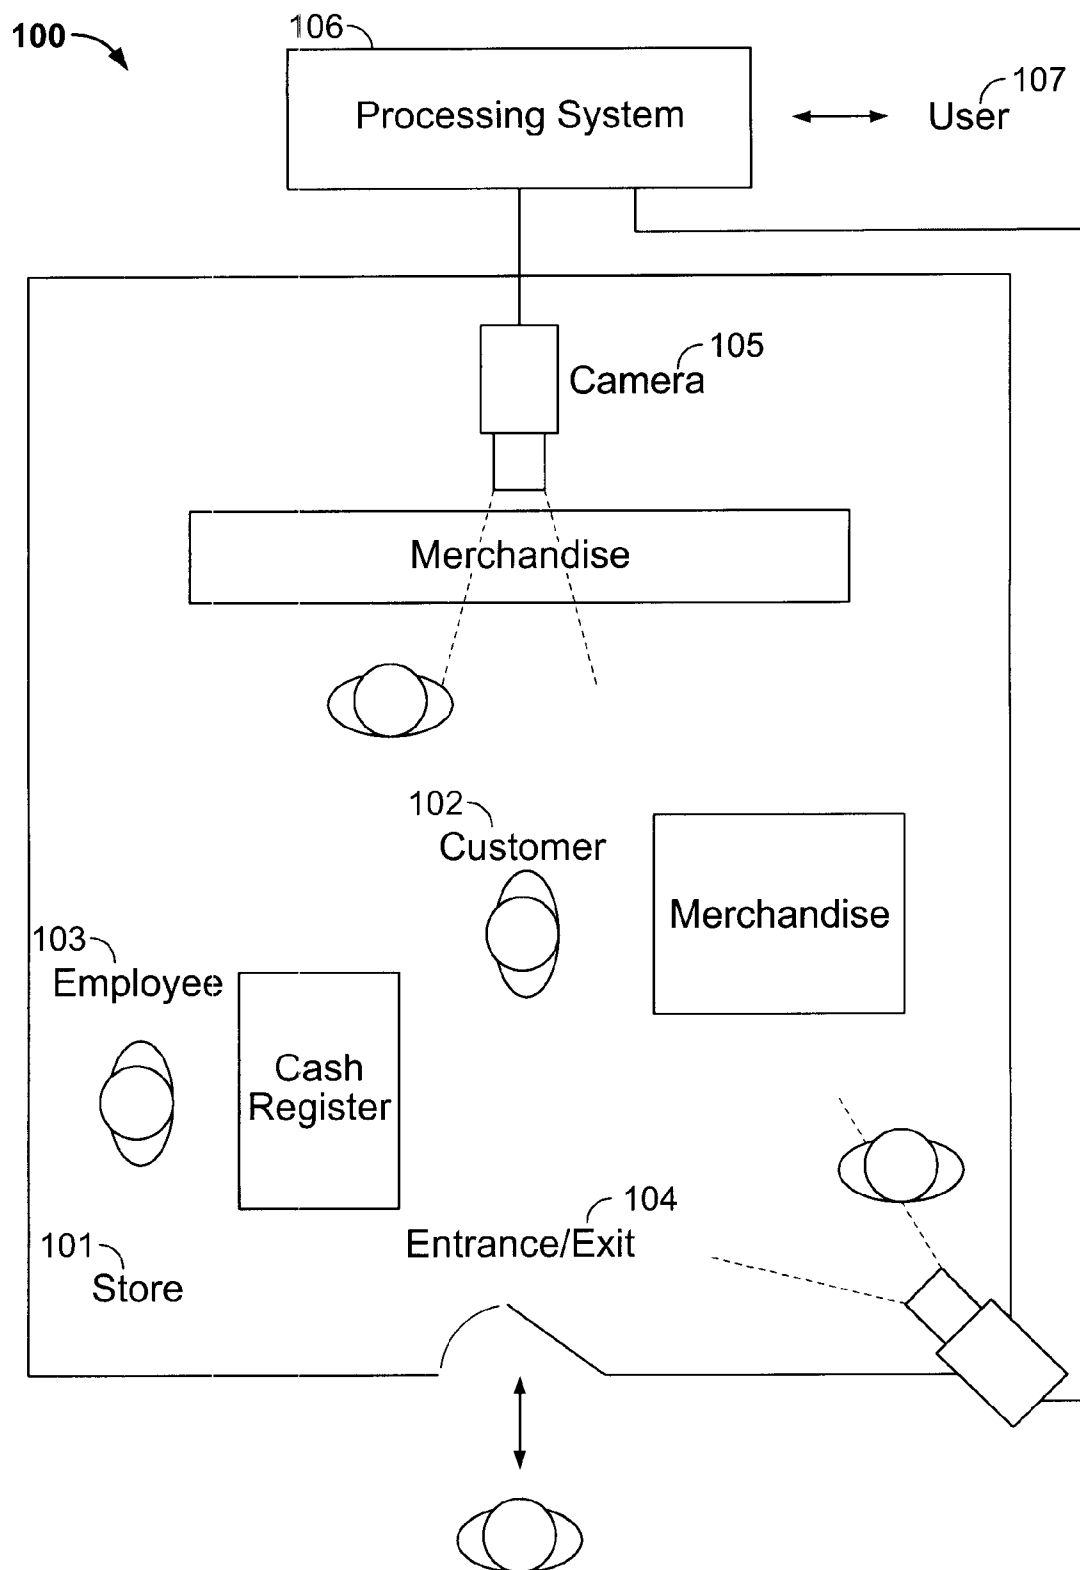 100
106
Processing System
107
User
105
Camera
Merchandise
102
Customer
Merchandise
103
Employee
Cash
Register
104
Entrance/Exit
101
Store